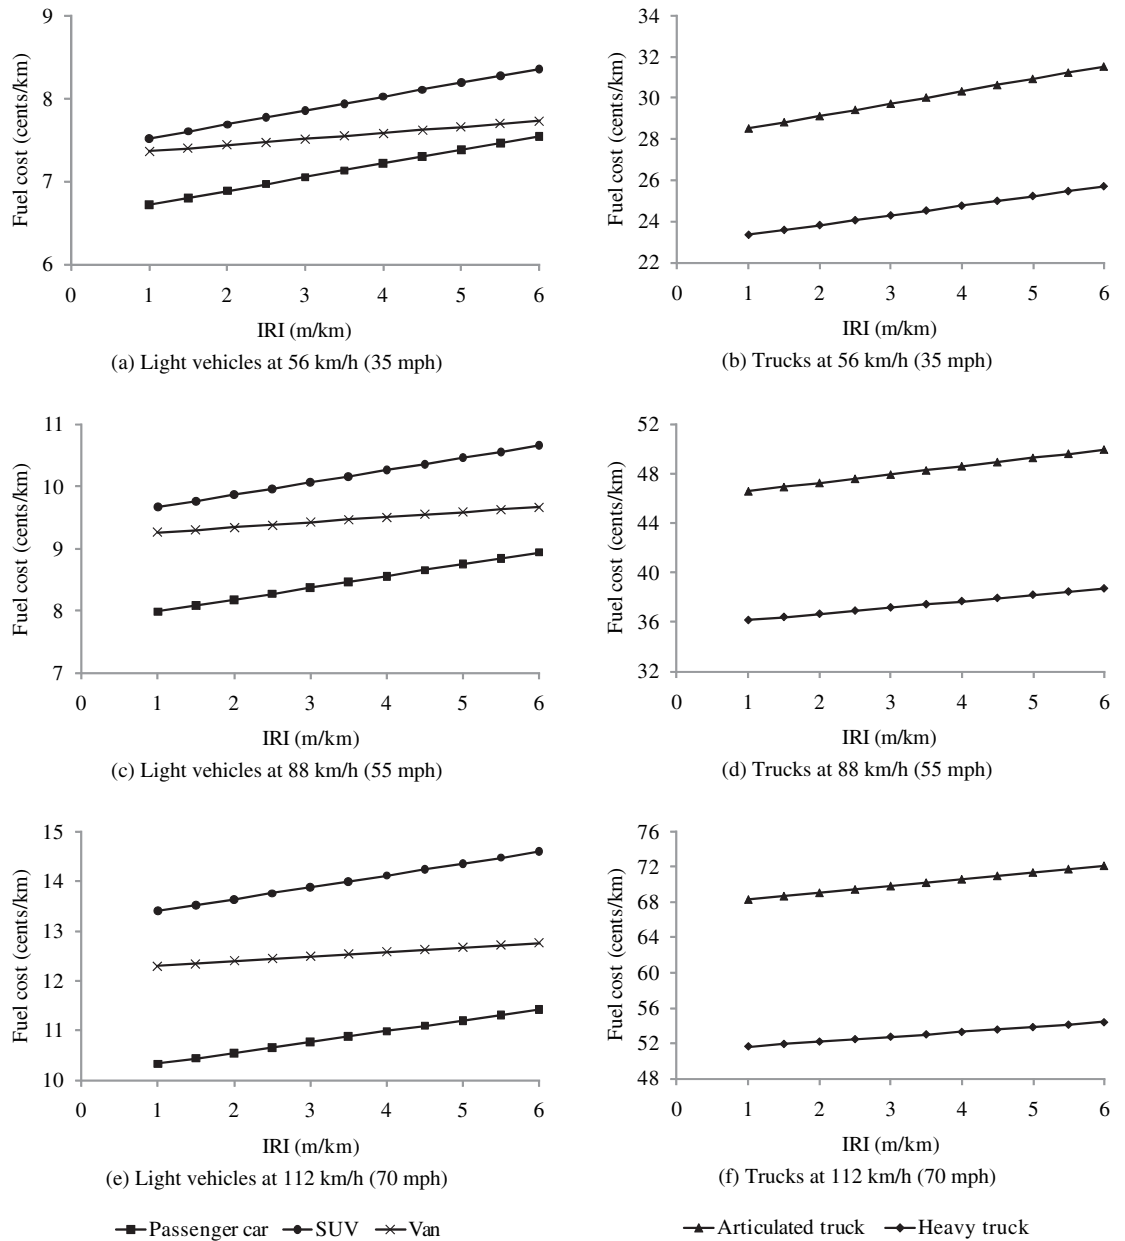 9
8
7
6
Fuel cost (cents/km)
0 1 2 3 4 5 6
IRI (m/km)
(a) Light vehicles at 56 km/h (35 mph)
34
32
30
28
26
24
22
Fuel cost (cents/km)
0 1 2 3 4 5 6
IRI (m/km)
(b) Trucks at 56 km/h (35 mph)
11
10
9
8
7
Fuel cost (cents/km)
0 1 2 3 4 5 6
IRI (m/km)
(c) Light vehicles at 88 km/h (55 mph)
52
48
44
40
36
32
Fuel cost (cents/km)
0 1 2 3 4 5 6
IRI (m/km)
(d) Trucks at 88 km/h (55 mph)
15
14
13
12
11
10
Fuel cost (cents/km)
0 1 2 3 4 5 6
IRI (m/km)
(e) Light vehicles at 112 km/h (70 mph)
76
72
68
64
60
56
52
48
Fuel cost (cents/km)
0 1 2 3 4 5 6
IRI (m/km)
(f) Trucks at 112 km/h (70 mph)
Passenger car SUV Van
Articulated truck Heavy truck